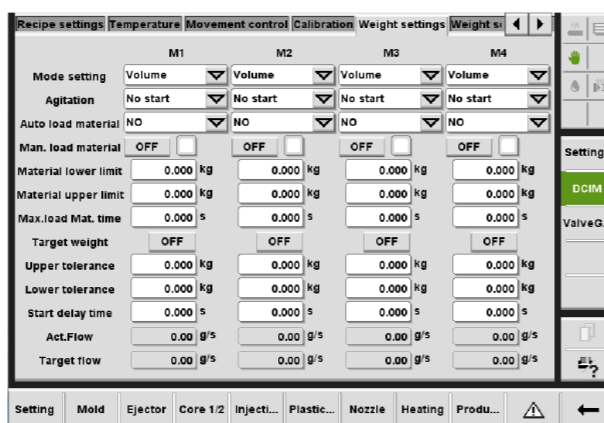 Recipe settings Temperature Movement control Calibration Weight settings Weight s
M1 M2 M3 M4
Mode setting Volume Volume Volume Volume
Agitation No start No start No start No start
Auto load material NO NO NO NO
Man. load material OFF OFF OFF OFF
Material lower limit 0.000 kg 0.000 kg 0.000 kg 0.000 kg
Material upper limit 0.000 kg 0.000 kg 0.000 kg 0.000 kg
Max.load Mat. time 0.000 s 0.000 s 0.000 s 0.000 s
Target weight OFF OFF OFF OFF
Upper tolerance 0.000 kg 0.000 kg 0.000 kg 0.000 kg
Lower tolerance 0.000 kg 0.000 kg 0.000 kg 0.000 kg
Start delay time 0.000 s 0.000 s 0.000 s 0.000 s
Act.Flow 0.00 g/s 0.00 g/s 0.00 g/s 0.00 g/s
Target flow 0.00 g/s 0.00 g/s 0.00 g/s 0.00 g/s
Setting
DCIM
ValveG.
?
Setting Mold Ejector Core 1/2 Injecti... Plastic... Nozzle Heating Produ...